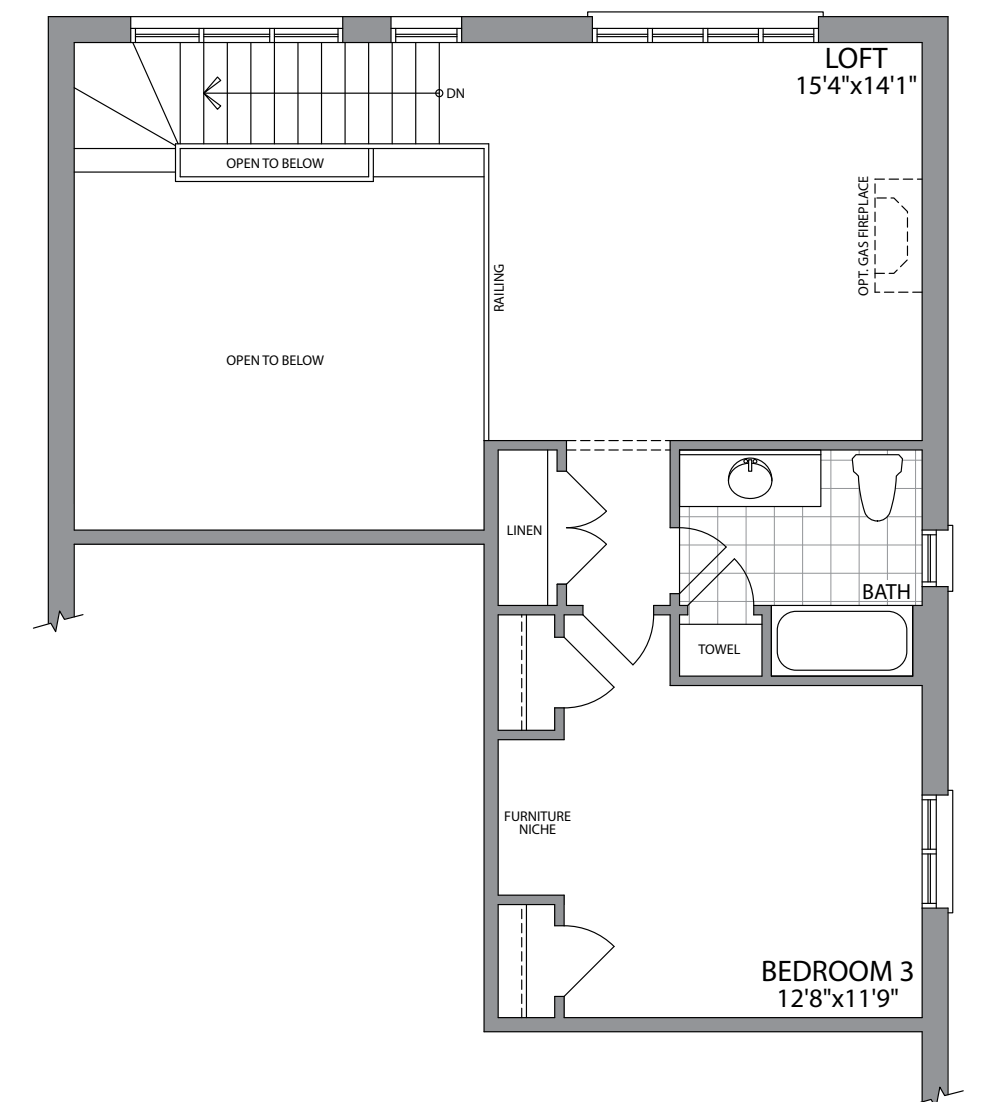 LOFT
15'4"x14'1"
DN
OPEN TO BELOW
OPT. GAS FIREPLACE
RAILING
OPEN TO BELOW
LINEN
BATH
TOWEL
FURNITURE
NICHE
BEDROOM 3
12'8"x11'9"